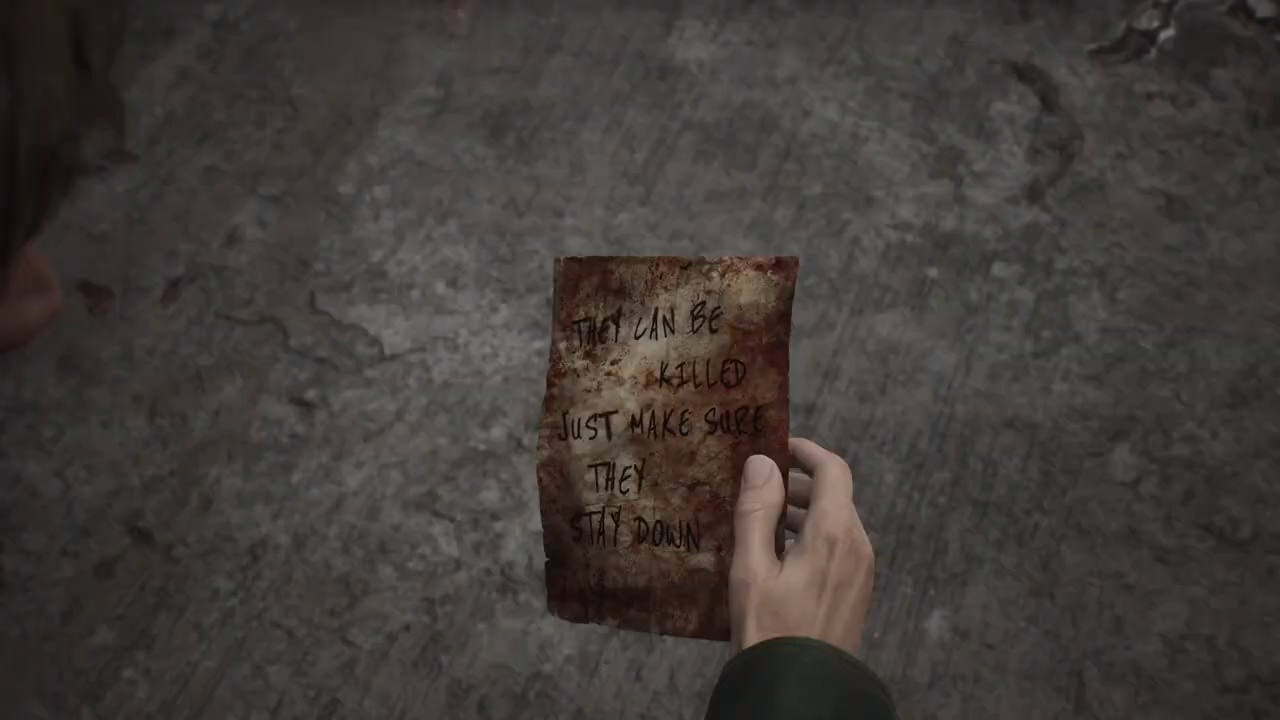 THEY CAN BE
KILLED
JUST MAKE SURE
THEY
STAY DOWN